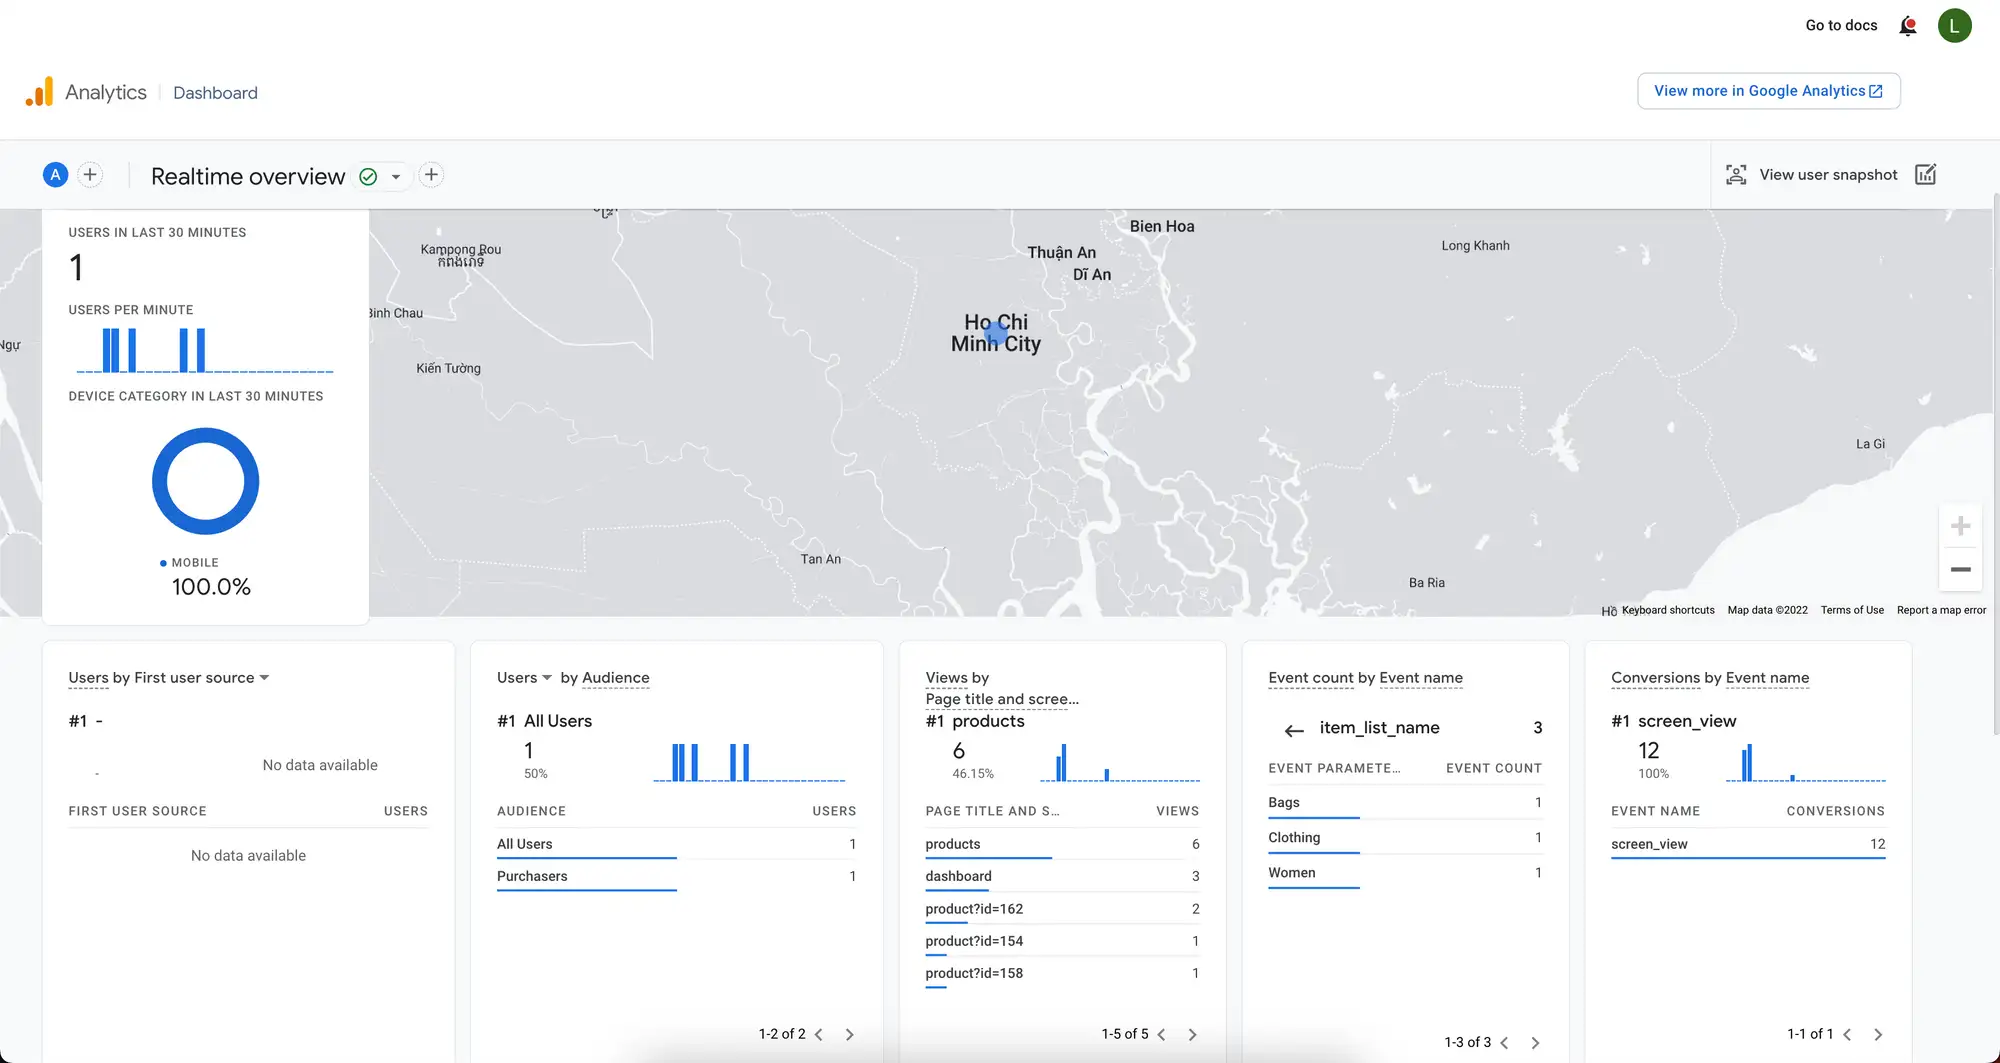 Go to docs
L
Analytics
Dashboard
View more in Google Analytics
A
Realtime overview
View user snapshot
USERS IN LAST 30 MINUTES
1
USERS PER MINUTE
DEVICE CATEGORY IN LAST 30 MINUTES
MOBILE
100.0%
Ngự
Kampong Rou
កំពង់រោទិ៍
Binh Chau
Kiến Tường
Tan An
Bien Hoa
Thuận An
Dĩ An
Ho Chi
Minh City
Long Khanh
La Gi
Ba Ria
Hồ
Keyboard shortcuts
Map data ©2022
Terms of Use
Report a map error
Users by First user source
#1 -
-
No data available
FIRST USER SOURCE USERS
No data available
Users by Audience
#1 All Users
1
50%
AUDIENCE USERS
All Users 1
Purchasers 1
1-2 of 2
Views by
Page title and scree...
#1 products
6
46.15%
PAGE TITLE AND S... VIEWS
products 6
dashboard 3
product?id=162 2
product?id=154 1
product?id=158 1
1-5 of 5
Event count by Event name
item_list_name 3
EVENT PARAMETE... EVENT COUNT
Bags 1
Clothing 1
Women 1
1-3 of 3
Conversions by Event name
#1 screen_view
12
100%
EVENT NAME CONVERSIONS
screen_view 12
1-1 of 1